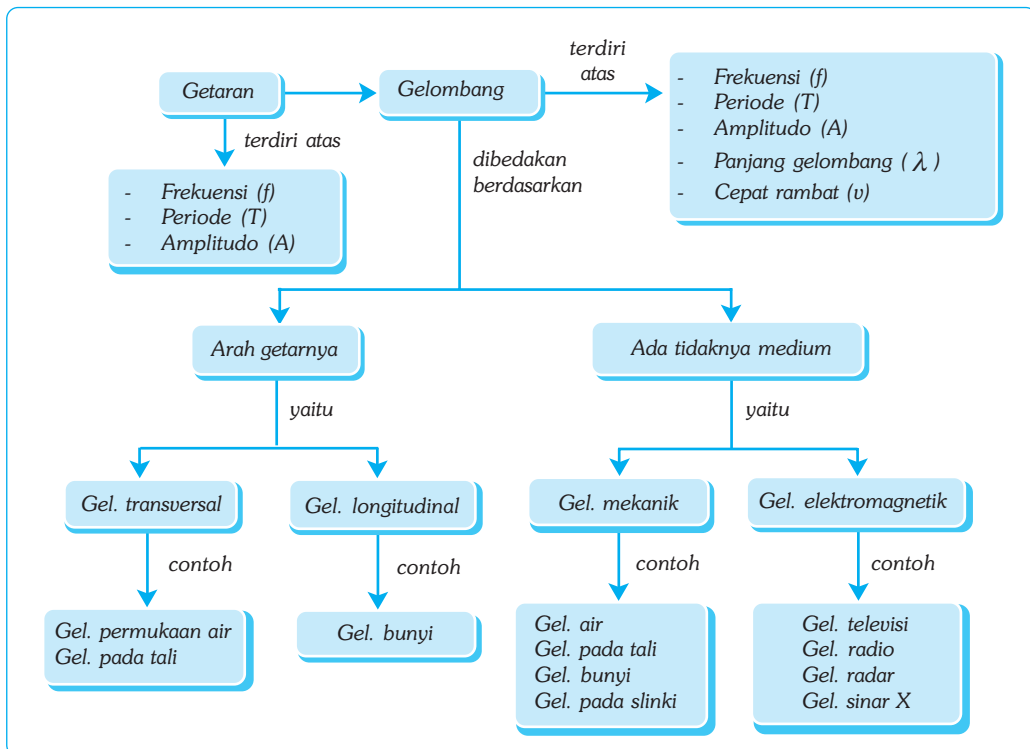 Getaran
Gelombang
terdiri
atas
- Frekuensi (f)
- Periode (T)
- Amplitudo (A)
- Panjang gelombang ( λ )
- Cepat rambat (v)
terdiri atas
- Frekuensi (f)
- Periode (T)
- Amplitudo (A)
dibedakan
berdasarkan
Arah getarnya
Ada tidaknya medium
yaitu
yaitu
Gel. transversal
Gel. longitudinal
Gel. mekanik
Gel. elektromagnetik
contoh
contoh
contoh
contoh
Gel. permukaan air
Gel. pada tali
Gel. bunyi
Gel. air
Gel. pada tali
Gel. bunyi
Gel. pada slinki
Gel. televisi
Gel. radio
Gel. radar
Gel. sinar X